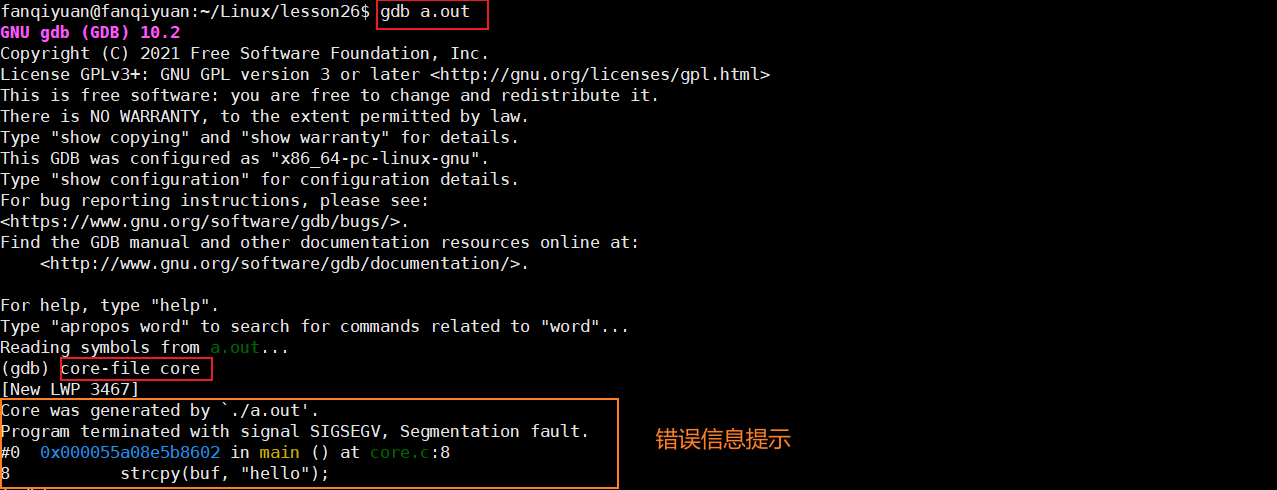 fanqiyuan@fanqiyuan:~/Linux/lesson26$ gdb a.out
GNU gdb (GDB) 10.2
Copyright (C) 2021 Free Software Foundation, Inc.
License GPLv3+: GNU GPL version 3 or later <http://gnu.org/licenses/gpl.html>
This is free software: you are free to change and redistribute it.
There is NO WARRANTY, to the extent permitted by law.
Type "show copying" and "show warranty" for details.
This GDB was configured as "x86_64-pc-linux-gnu".
Type "show configuration" for configuration details.
For bug reporting instructions, please see:
<https://www.gnu.org/software/gdb/bugs/>.
Find the GDB manual and other documentation resources online at:
    <http://www.gnu.org/software/gdb/documentation/>.
For help, type "help".
Type "apropos word" to search for commands related to "word"...
Reading symbols from a.out...
(gdb) core-file core
[New LWP 3467]
Core was generated by `./a.out'.
Program terminated with signal SIGSEGV, Segmentation fault.
#0  0x000055a08e5b8602 in main () at core.c:8
8           strcpy(buf, "hello");
错误信息提示